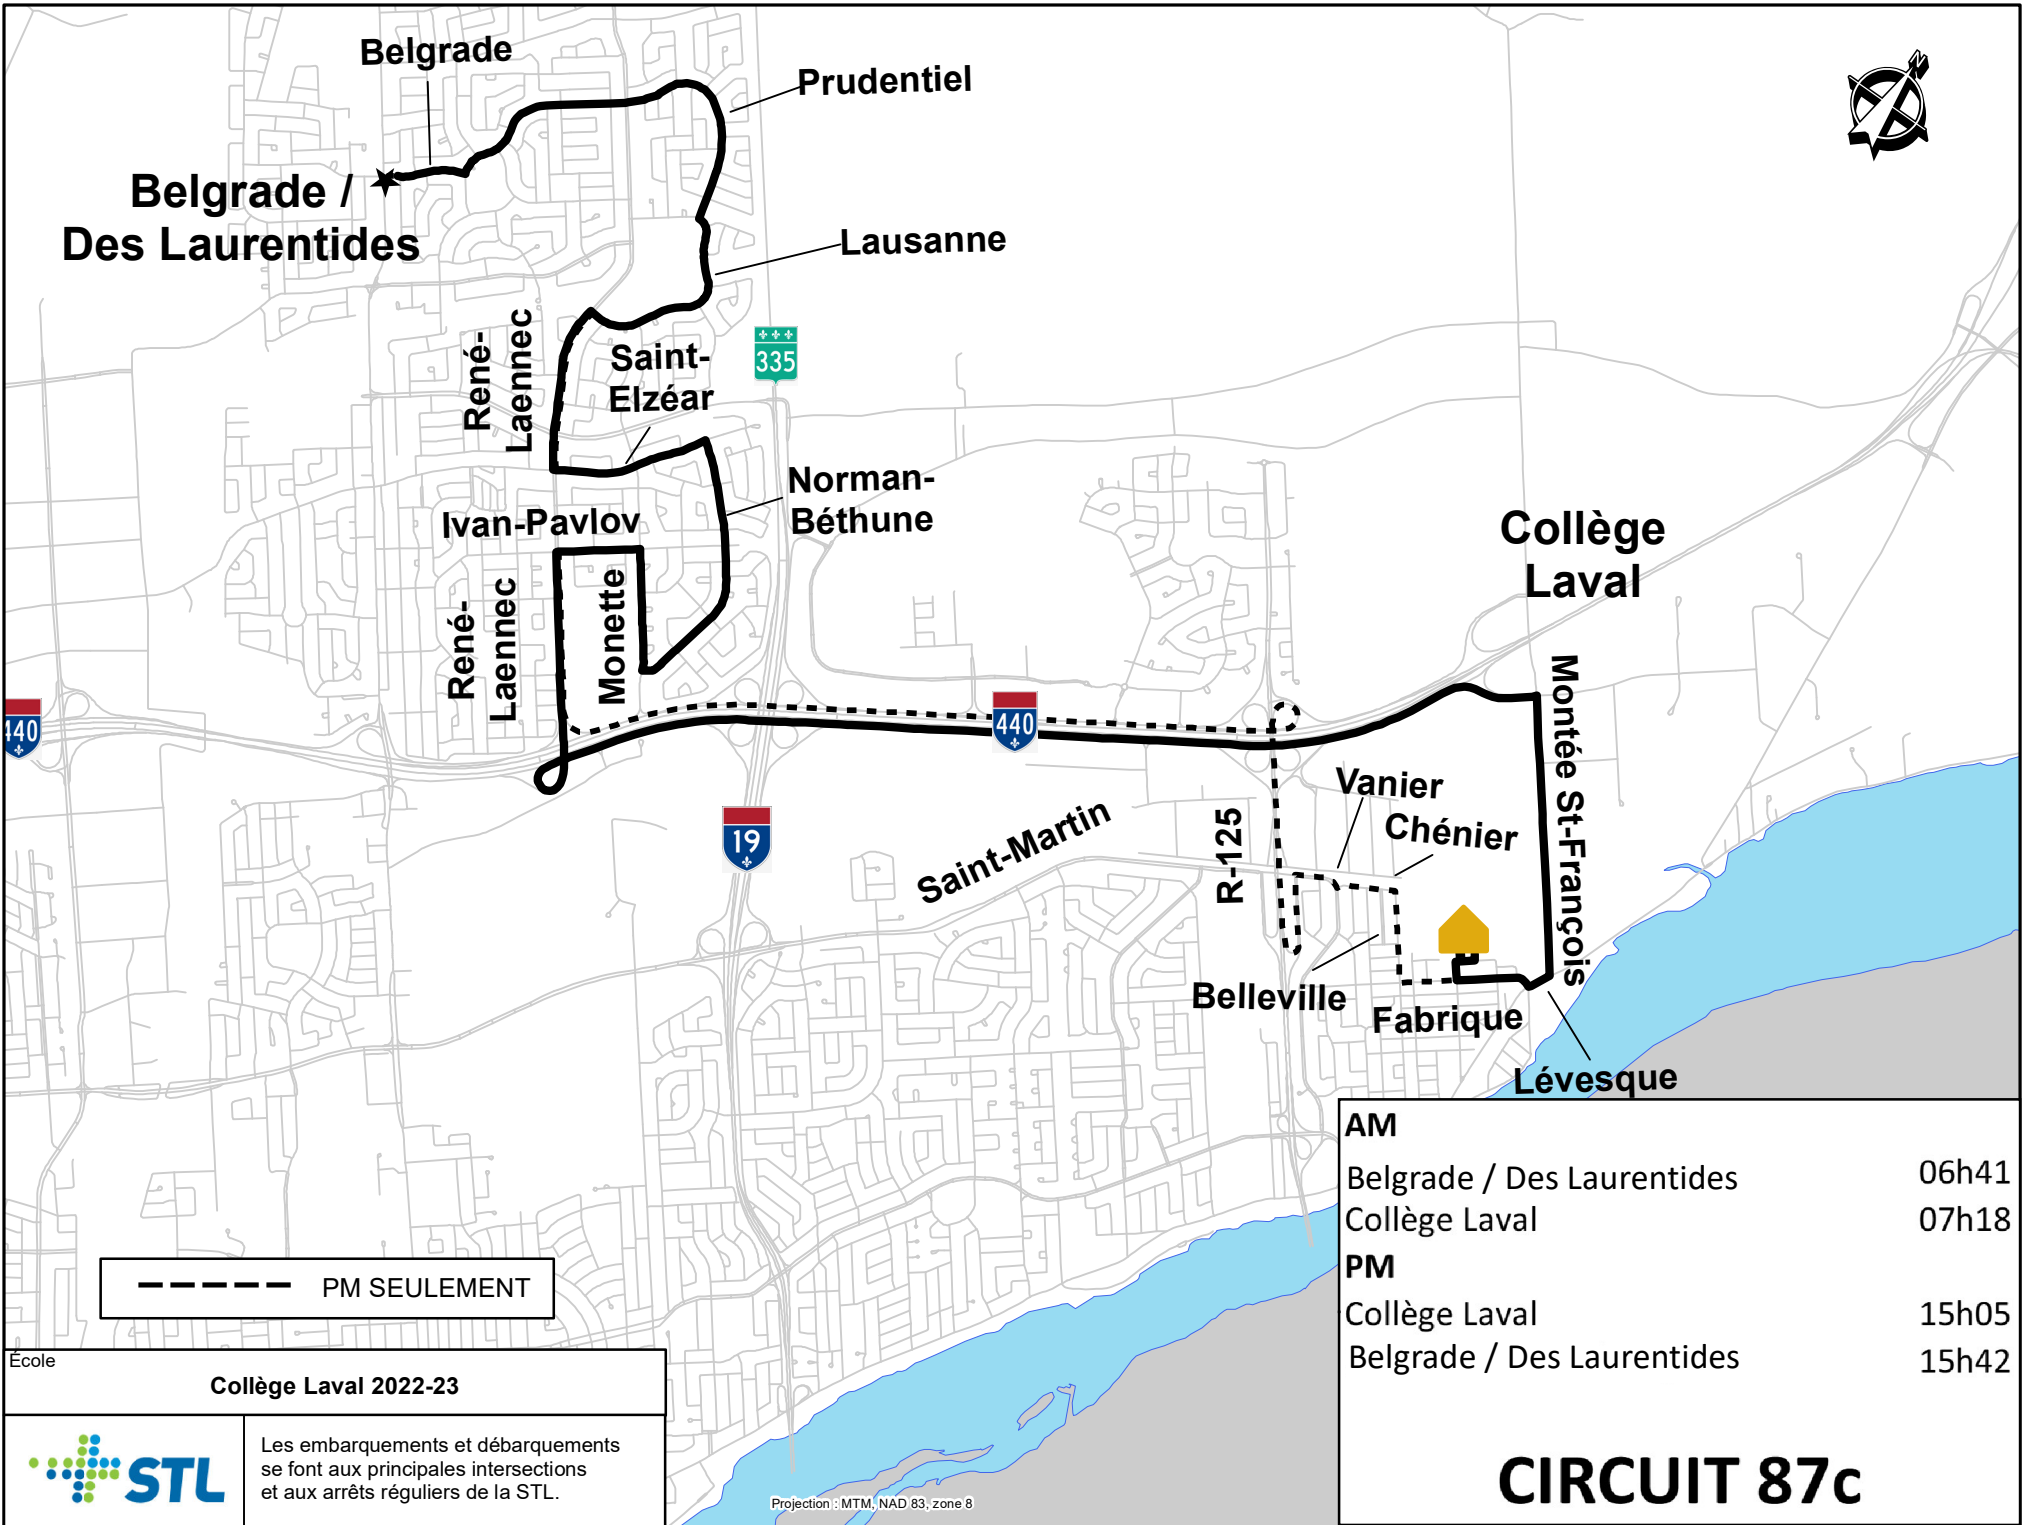 Belgrade
Prudentiel
N
Belgrade /
Des Laurentides
Lausanne
René-
Laennec
Saint-
Elzéar
335
Norman-
Béthune
Ivan-Pavlov
Collège
Laval
René-
Laennec
Monette
Montée St-François
440
440
19
Saint-Martin
R-125
Vanier
Chénier
Belleville
Fabrique
Lévesque
AM
Belgrade / Des Laurentides 06h41
Collège Laval 07h18
PM
Collège Laval 15h05
Belgrade / Des Laurentides 15h42
CIRCUIT 87c
PM SEULEMENT
École
Collège Laval 2022-23
STL
Les embarquements et débarquements
se font aux principales intersections
et aux arrêts réguliers de la STL.
Projection : MTM, NAD 83, zone 8